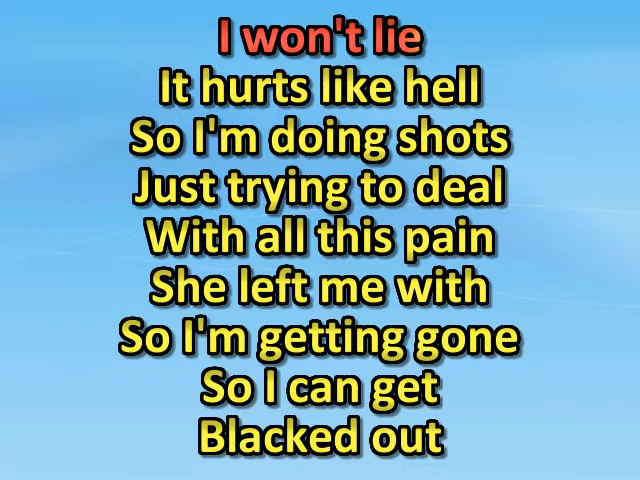 I won't lie
It hurts like hell
So I'm doing shots
Just trying to deal
With all this pain
She left me with
So I'm getting gone
So I can get
Blacked out